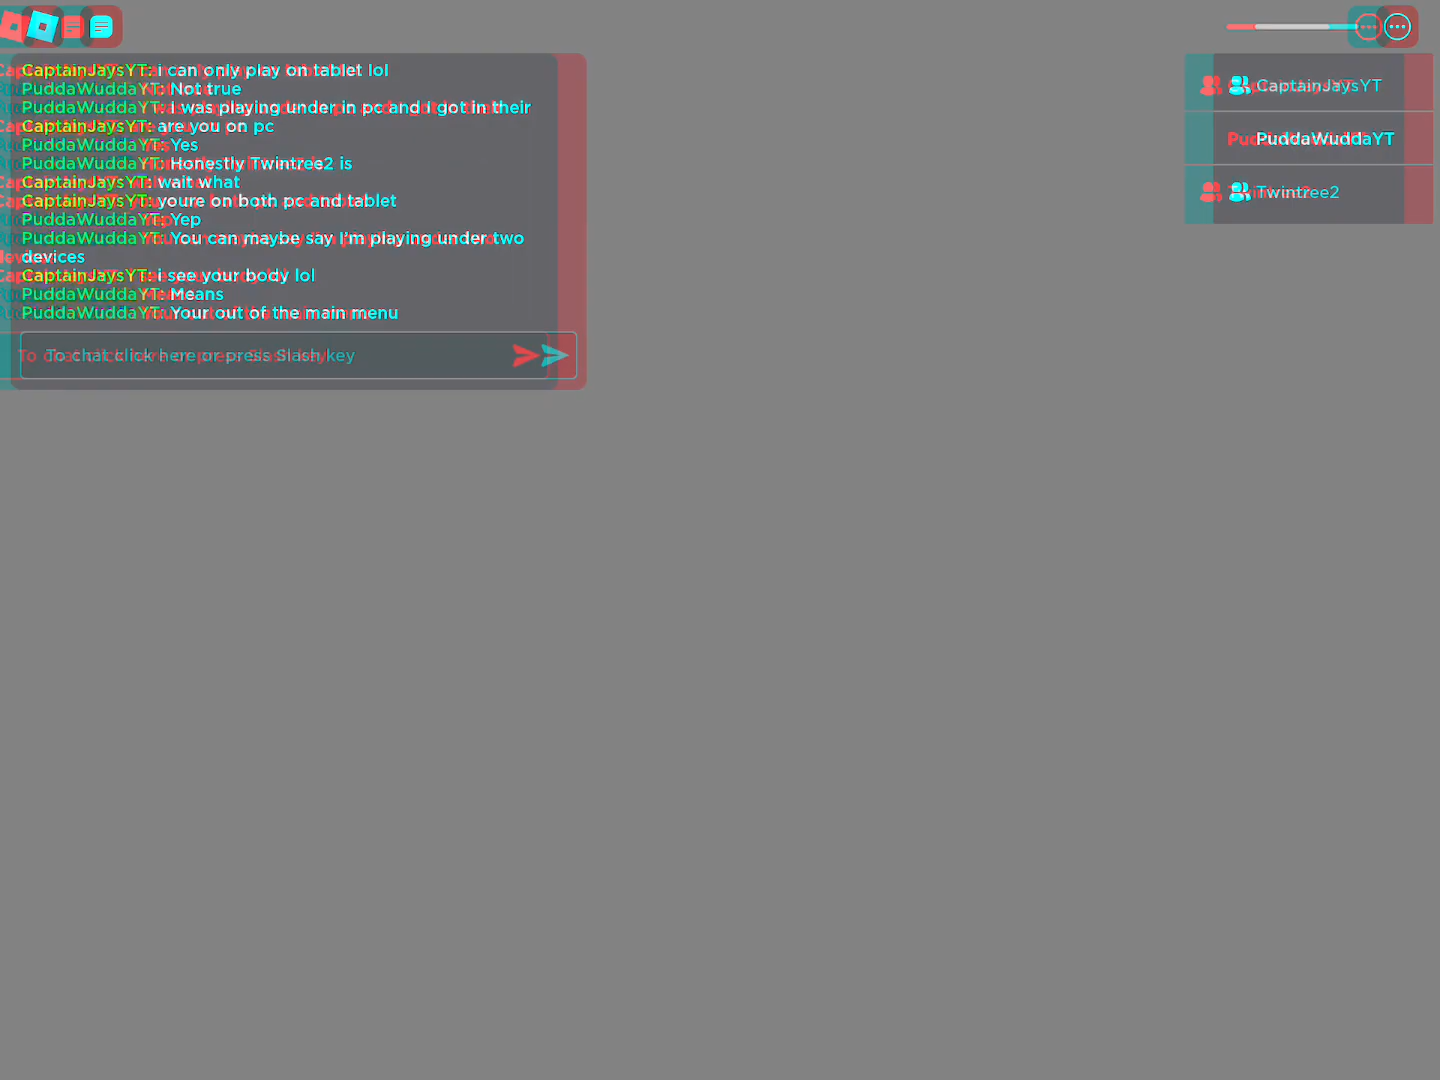 CaptainJaysYT: i can only play on tablet lol
PuddaWuddaYT: Not true
PuddaWuddaYT: I was playing under in pc and I got in their
CaptainJaysYT: are you on pc
PuddaWuddaYT: Yes
PuddaWuddaYT: Honestly Twintree2 is
CaptainJaysYT: wait what
CaptainJaysYT: youre on both pc and tablet
PuddaWuddaYT: Yep
PuddaWuddaYT: You can maybe say I'm playing under two
devices
CaptainJaysYT: i see your body lol
PuddaWuddaYT: Means
PuddaWuddaYT: Your out of the main menu
To chat click here or press Slash key
CaptainJaysYT
PuddaWuddaYT
Twintree2